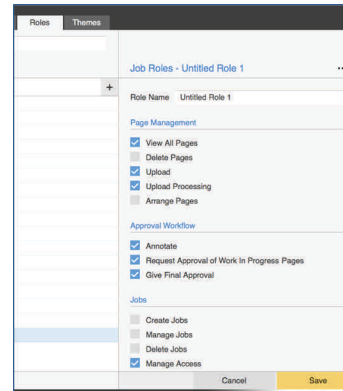 Roles Themes
Job Roles - Untitled Role 1
+
Role Name Untitled Role 1
Page Management
View All Pages
Delete Pages
Upload
Upload Processing
Arrange Pages
Approval Workflow
Annotate
Request Approval of Work In Progress Pages
Give Final Approval
Jobs
Create Jobs
Manage Jobs
Delete Jobs
Manage Access
Cancel Save